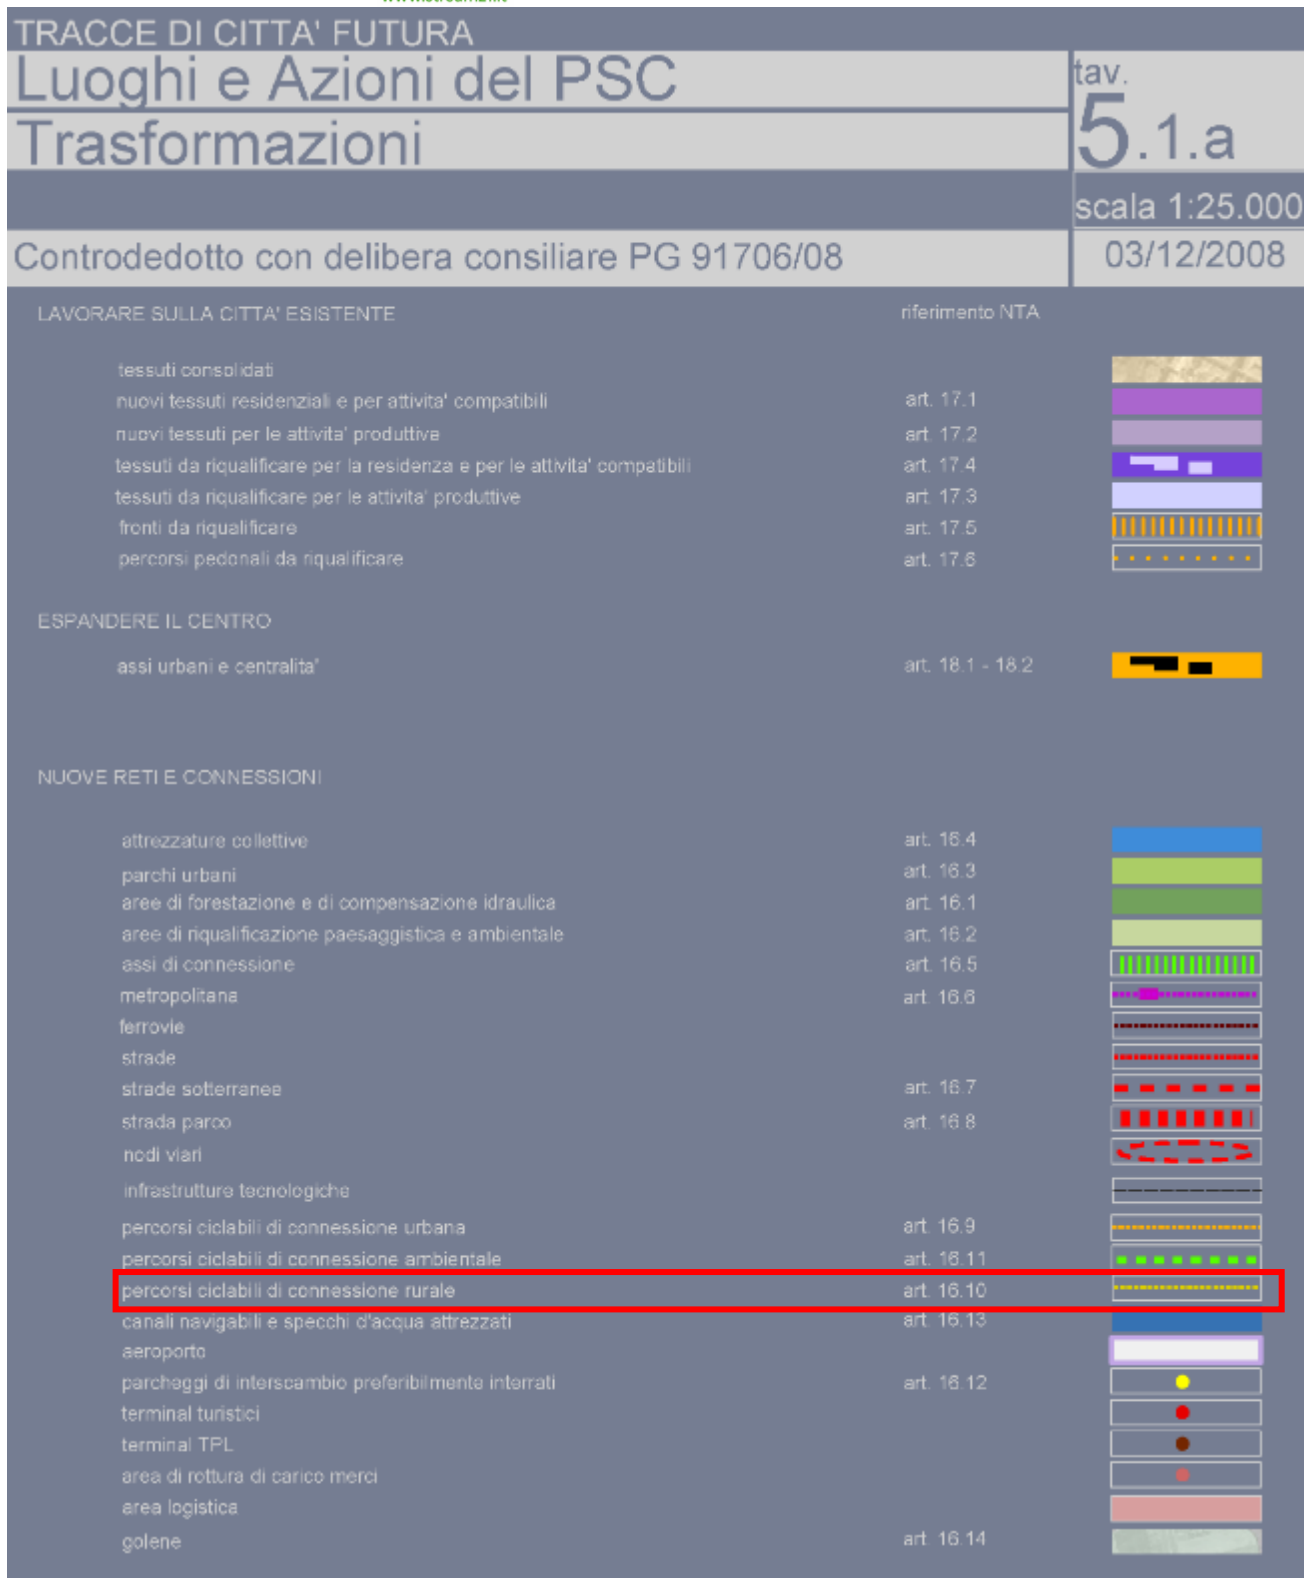 TRACCE DI CITTA' FUTURA
Luoghi e Azioni del PSC
Trasformazioni
tav.
5.1.a
scala 1:25.000
Controdedotto con delibera consiliare PG 91706/08
03/12/2008
LAVORARE SULLA CITTA' ESISTENTE riferimento NTA
tessuti consolidati
nuovi tessuti residenziali e per attivita' compatibili art. 17.1
nuovi tessuti per le attivita' produttive art. 17.2
tessuti da riqualificare per la residenza e per le attivita' compatibili art. 17.4
tessuti da riqualificare per le attivita' produttive art. 17.3
fronti da riqualificare art. 17.5
percorsi pedonali da riqualificare art. 17.6
ESPANDERE IL CENTRO
assi urbani e centralita' art. 18.1 - 18.2
NUOVE RETI E CONNESSIONI
attrezzature collettive art. 16.4
parchi urbani art. 16.3
aree di forestazione e di compensazione idraulica art. 16.1
aree di riqualificazione paesaggistica e ambientale art. 16.2
assi di connessione art. 16.5
metropolitana art. 16.6
ferrovie
strade
strade sotterranee art. 16.7
strada parco art. 16.8
nodi viari
infrastrutture tecnologiche
percorsi ciclabili di connessione urbana art. 16.9
percorsi ciclabili di connessione ambientale art. 16.11
percorsi ciclabili di connessione rurale art. 16.10
canali navigabili e specchi d'acqua attrezzati art. 16.13
aeroporto
parcheggi di interscambio preferibilmente interrati art. 16.12
terminal turistici
terminal TPL
area di rottura di carico merci
area logistica
golene art. 16.14